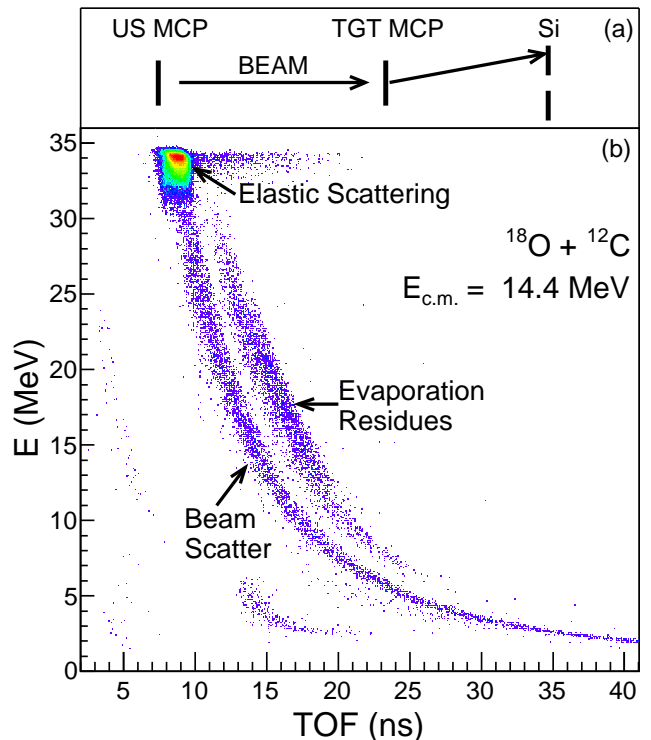 US MCP TGT MCP Si (a)
BEAM
35 (b)
Elastic Scattering
30
¹⁸O + ¹²C
25
E_c.m. = 14.4 MeV
20
Evaporation
Residues
15
10
Beam
Scatter
5
0
E (MeV)
5 10 15 20 25 30 35 40
TOF (ns)